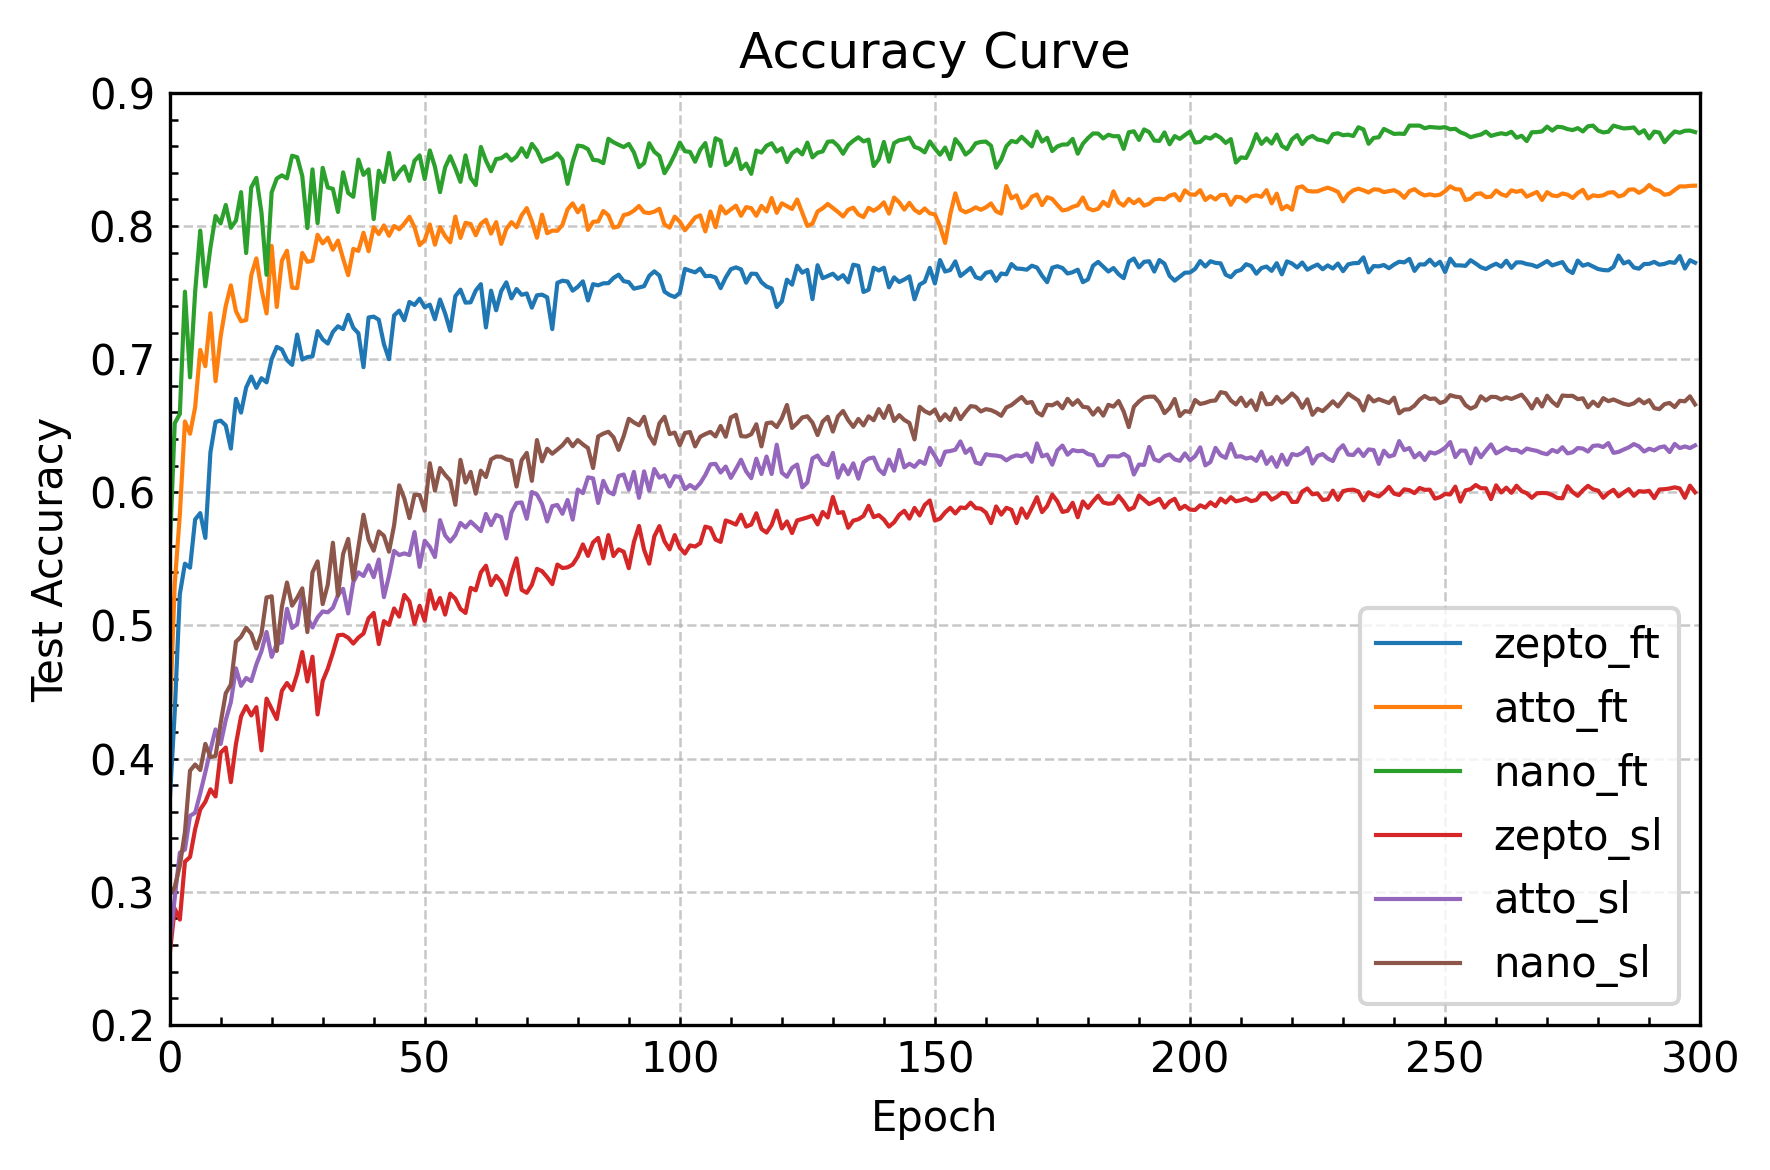 Accuracy Curve
0.9
0.8
0.7
0.6
0.5
0.4
0.3
0.2
Test Accuracy
0 50 100 150 200 250 300
Epoch
zepto_ft
atto_ft
nano_ft
zepto_sl
atto_sl
nano_sl